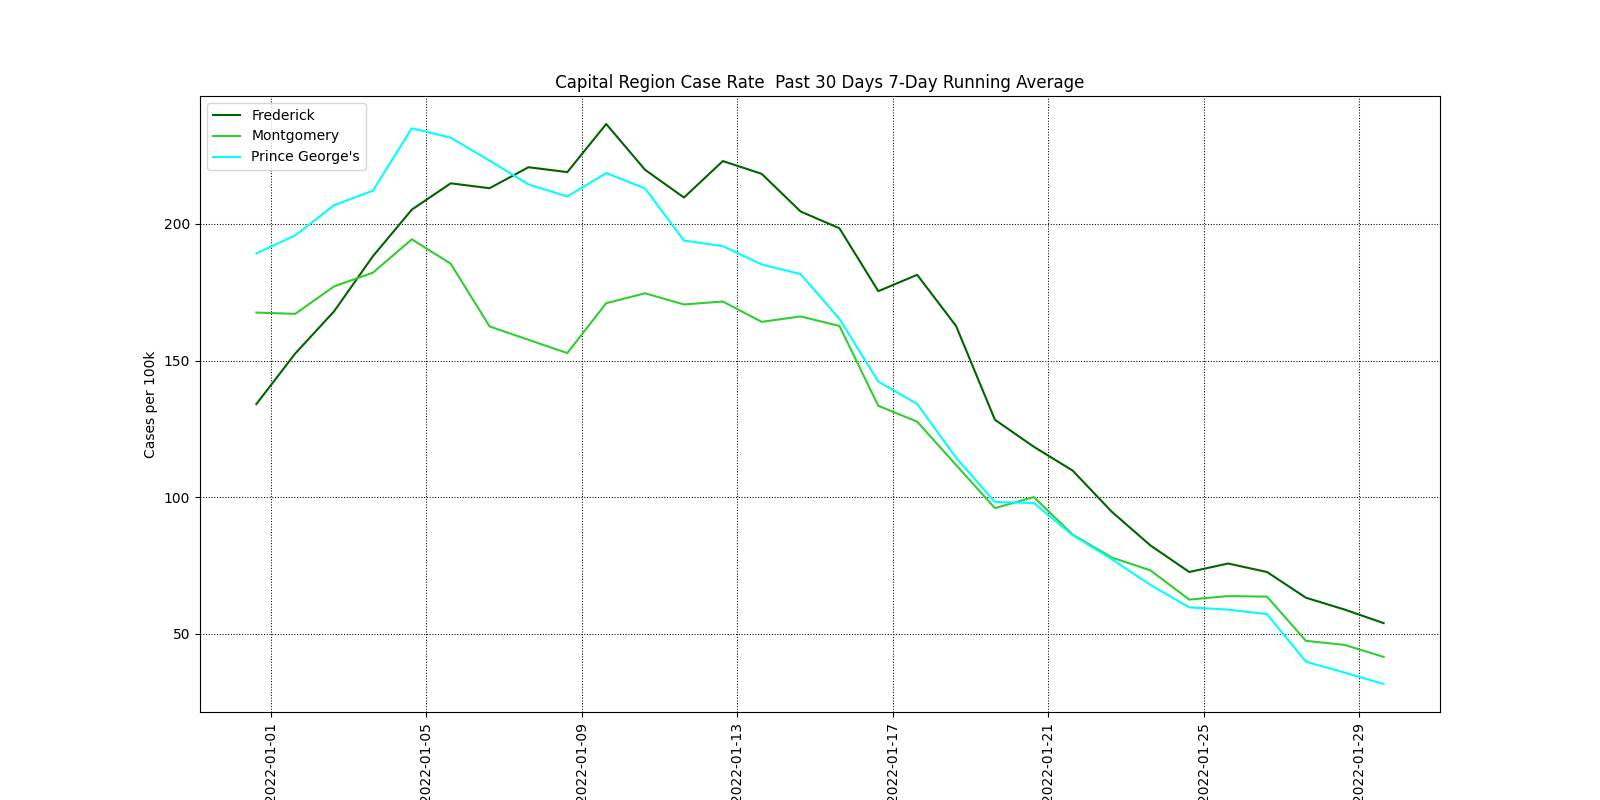 Capital Region Case Rate  Past 30 Days 7-Day Running Average
Frederick
Montgomery
Prince George's
Cases per 100k
200
150
100
50
2022-01-01
2022-01-05
2022-01-09
2022-01-13
2022-01-17
2022-01-21
2022-01-25
2022-01-29